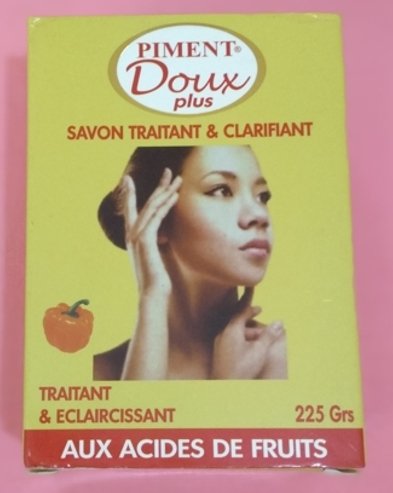 PIMENT®
Doux
plus
SAVON TRAITANT & CLARIFIANT
TRAITANT
& ECLAIRCISSANT
225 Grs
AUX ACIDES DE FRUITS